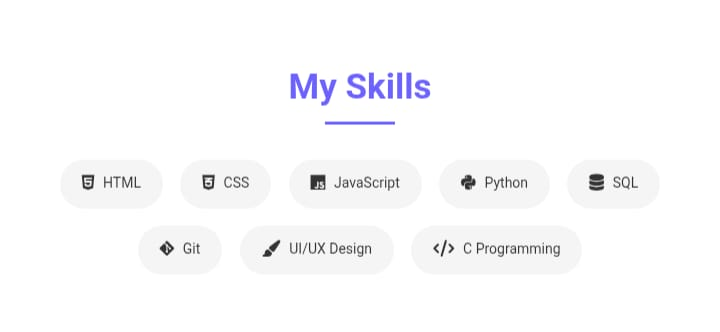 My Skills
HTML CSS JavaScript Python SQL
Git UI/UX Design C Programming